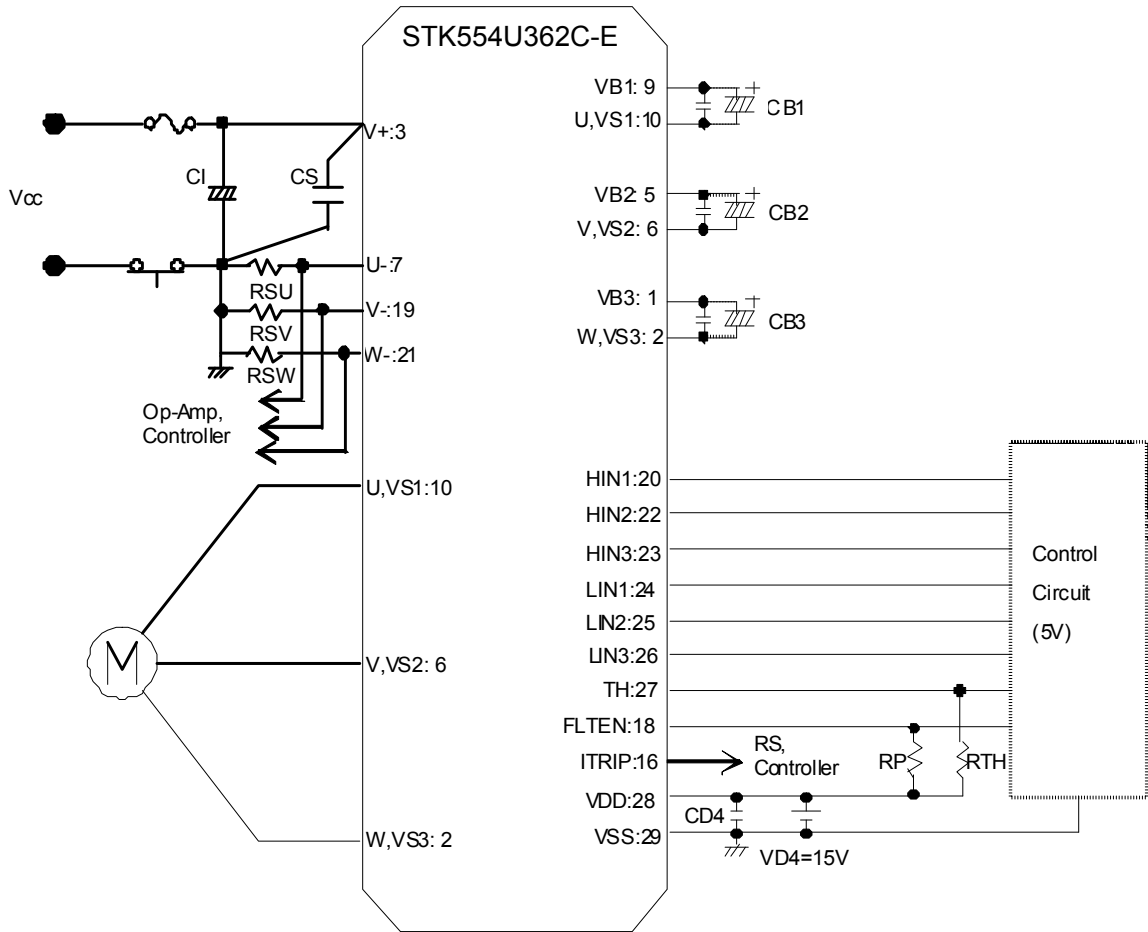 STK554U362C-E
V+:3
CI
CS
Vcc
U-:7
RSU
V-:19
RSV
W-:21
RSW
Op-Amp,
Controller
U,VS1:10
M
V,VS2: 6
W,VS3: 2
VB1: 9
+
U,VS1:10
CB1
VB2: 5
+
V,VS2: 6
CB2
VB3: 1
+
W,VS3: 2
CB3
HIN1:20
HIN2:22
HIN3:23
LIN1:24
LIN2:25
LIN3:26
TH:27
FLTEN:18
ITRIP:16
RS,
Controller
RP
RTH
VDD:28
CD4
VSS:29
VD4=15V
Control
Circuit
(5V)